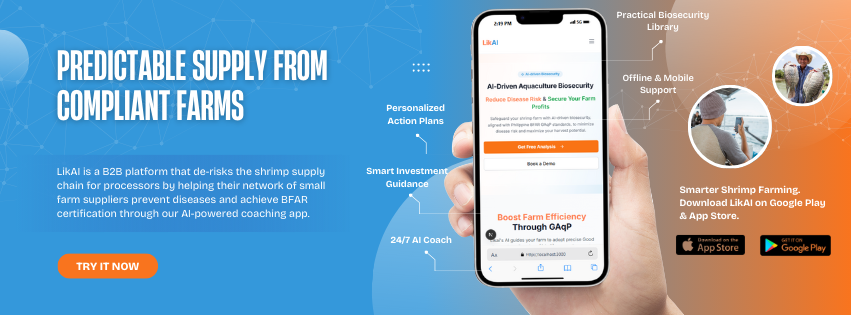 PREDICTABLE SUPPLY FROM
COMPLIANT FARMS
LikAI is a B2B platform that de-risks the shrimp supply
chain for processors by helping their network of small
farm suppliers prevent diseases and achieve BFAR
certification through our AI-powered coaching app.
TRY IT NOW
Personalized
Action Plans
Smart Investment
Guidance
24/7 AI Coach
2:19 PM
5G
LikAI
AI-Driven Biosecurity
AI-Driven Aquaculture Biosecurity
Reduce Disease Risk & Secure Your Farm
Profits
Safeguard your shrimp farm with AI-driven biosecurity,
aligned with Philippine BFAR GAqP standards, to minimize
disease risk and maximize your harvest potential.
Get Free Analysis →
Book a Demo
Boost Farm Efficiency
Through GAqP
LikAI's AI guides your farm to adopt precise Good
N
AA
Practical Biosecurity
Library
Offline & Mobile
Support
Smarter Shrimp Farming.
Download LikAI on Google Play
& App Store.
Download on the
App Store
GET IT ON
Google Play